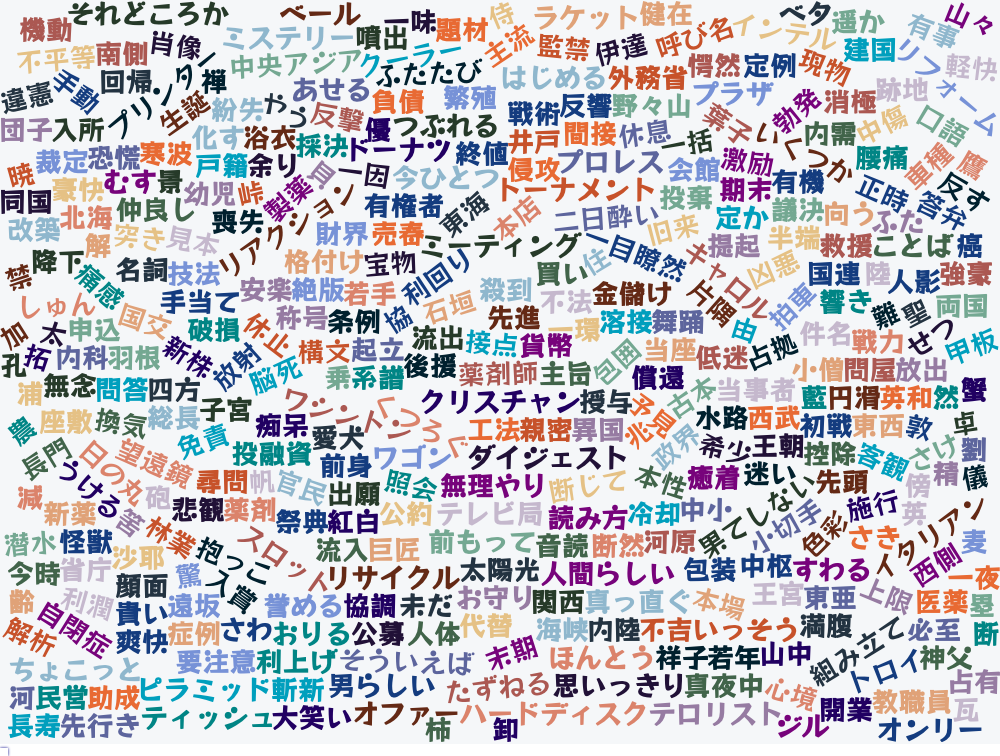 それどころか
ベール
一味
侍
ラケット
健在
ベタ
遥か
山々
機動
題材
有事
ミステリー
噴出
主流
監禁
伊達
呼び名
インテル
建国
リフォーム
軽快
不平等
南側
肖像
中央アジア
クーラー
ふたたび
違憲
手動
回帰
プリンタ
禅
あせる
はじめる
外務省
愕然
定例
現物
跡地
生誕
紛失
やつ
反撃
負債
繁殖
戦術
反響
野々山
プラザ
勃発
消極
団子
入所
優
つぶれる
葉子
いくつか
内需
中傷
口語
化す
浴衣
採決
ドーナツ
終値
井戸
間接
休息
一括
暁
裁定
恐慌
寒波
戸籍
余り
一因
今ひとつ
侵攻
プロレス
会館
激励
腰痛
車種
鷹
豪快
むす
景
幼児
峠
製薬
耳
トーナメント
投棄
期末
有機
正時
答弁
反す
同国
改築
北海
仲良し
喪失
リアクション
有権者
東海
本店
二日酔い
旧来
定か
議決
向う
ふた
解
突き
見本
財界
売春
ミーティング
一目瞭然
提起
半端
救援
ことば
癌
禁
降下
痛感
名詞
技法
格付け
宝物
利回り
買い
住
キャロル
凶悪
国連
陸
人影
強豪
しゅん
手当て
安楽
絶版
若手
協
石垣
殺到
不法
金儲け
片隅
拍車
響き
難
聖
両国
加
太
申込
国交
破損
休止
称号
条例
流出
先進
一環
溶接
舞踊
由
件名
戦力
せつ
甲板
孔
拓
内科
羽根
新株
放射
脳死
構文
起立
後援
接点
貨幣
包囲
当座
低迷
占拠
小僧
問屋
放出
浦
無念
問答
四方
乗
系譜
薬剤師
主旨
償還
古本
当事者
藍
円滑
英和
然
蟹
農
座敷
換気
総長
子宮
ワシントン
くつろぐ
クリスチャン
授与
予見
水路
西武
初戦
東西
敦
卓
長門
日の丸
望遠鏡
免責
痴呆
愛犬
工法
親密
異国
北見
政界
希少
王朝
控除
客観
さけ
劉
投融資
前身
ワゴン
ダイジェスト
減
うける
砲
尋問
帆
官民
出願
照会
無理やり
断じて
本性
癒着
迷い
先頭
傍
精
儀
新薬
筈
悲観
薬剤
祭典
紅白
公約
テレビ局
読み方
冷却
中小
果てしない
小切手
色彩
施行
英
イタリアン
潜水
怪獣
沙耶
林業
抱っこ
スロット
流入
巨匠
前もって
音読
断然
河原
さき
西側
麦
今時
省庁
顔面
驚
入賞
リサイクル
太陽光
人間らしい
包装
中枢
すわる
上限
一夜
齢
利潤
貴い
遠坂
誉める
協調
未だ
お守り
関西
真っ直ぐ
本場
王宮
東亜
医薬
塁
解析
自閉症
爽快
症例
さわ
おりる
公募
人体
代替
海峡
内陸
不吉
いっそう
満腹
組み立て
必至
断
要注意
利上げ
そういえば
末期
ほんとう
祥子
若年
山中
トロイ
神父
ちょこっと
占有
河
民営
助成
ピラミッド
斬新
男らしい
たずねる
思いっきり
真夜中
心境
開業
教職員
瓦
長寿
先行き
ティッシュ
大笑い
オファー
柿
ハードディスク
卸
テロリスト
ジル
オンリー